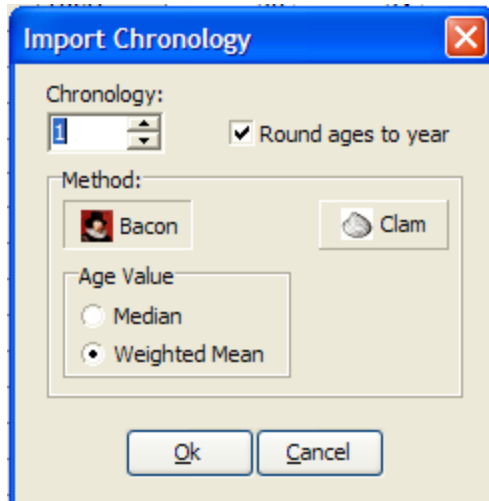 Import Chronology
Chronology:
1
Round ages to year
Method:
Bacon
Clam
Age Value
Median
Weighted Mean
Ok
Cancel